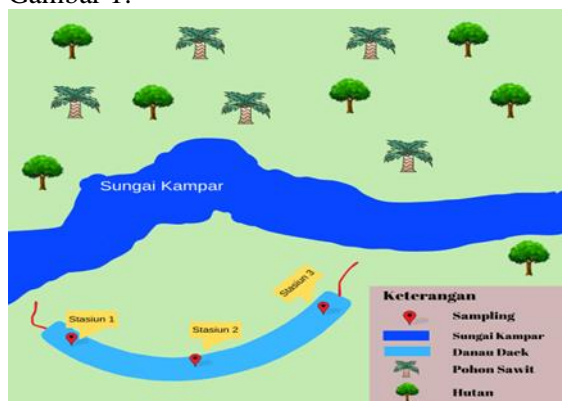 Gambar 1.
Sungai Kampar
Stasiun 1
Stasiun 2
Stasiun 3
Keterangan
Sampling
Sungai Kampar
Danau Daek
Pohon Sawit
Hutan